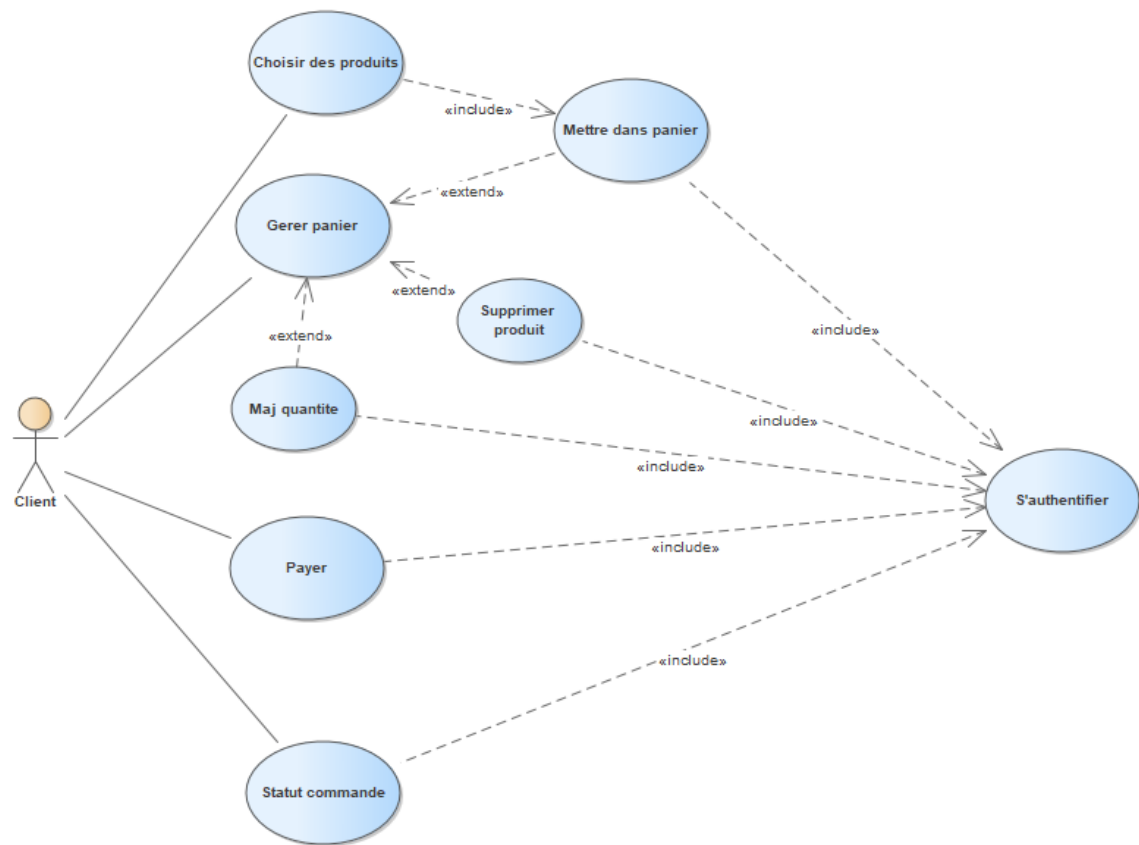 Choisir des produits
«include»
Mettre dans panier
«extend»
Gerer panier
«extend»
Supprimer
produit
«extend»
«include»
Maj quantite
«include»
«include»
Client
S'authentifier
Payer
«include»
«include»
Statut commande